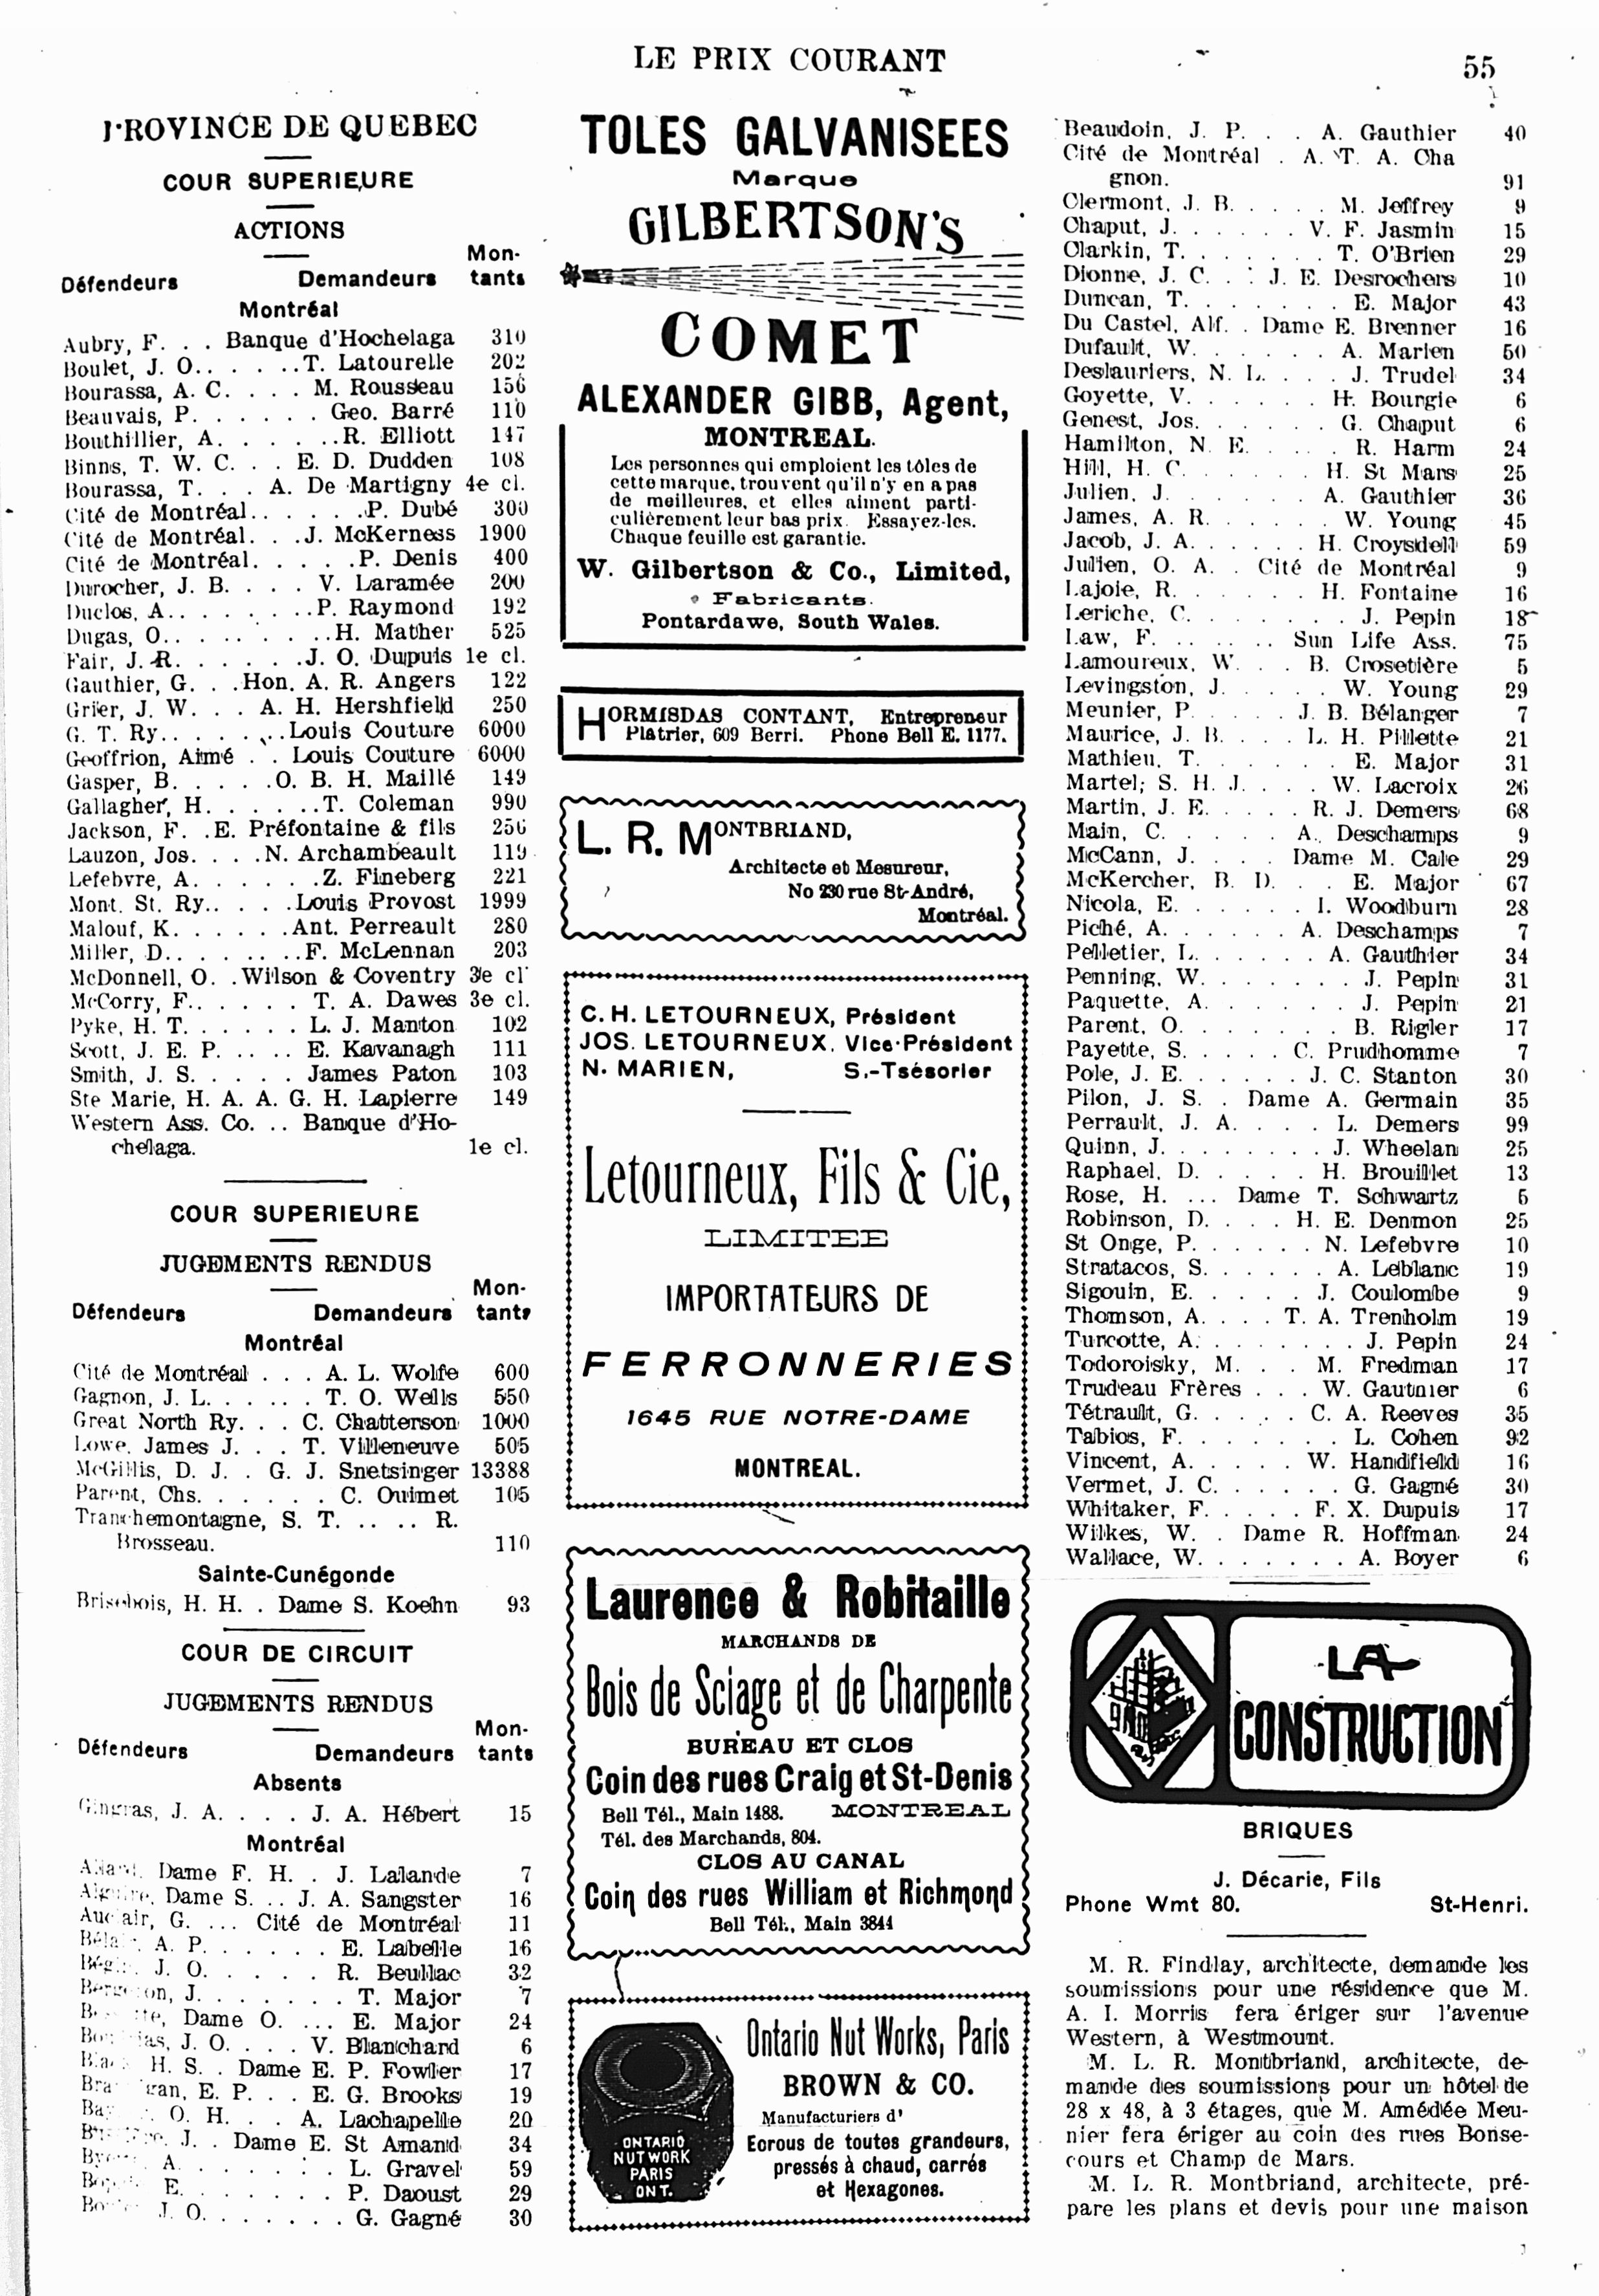 LE PRIX COURANT
55
PROVINCE DE QUEBEC
COUR SUPERIEURE
ACTIONS
Mon-
Défendeurs Demandeurs tants
Montréal
Aubry, F. . . Banque d'Hochelaga 310
Boulet, J. O. . . . . . T. Latourelle 202
Bourassa, A. C. . . . . M. Rousseau 156
Beauvais, P. . . . . . . Geo. Barré 110
Bouthillier, A. . . . . . . R. Elliott 147
Binns, T. W. C. . . . E. D. Dudden 108
Bourassa, T. . . . A. De Martigny 4e cl.
Cité de Montréal. . . . . . . P. Dubé 300
Cité de Montréal. . . . J. McKerness 1900
Cité de Montréal. . . . . . P. Denis 400
Durocher, J. B. . . . . V. Laramée 200
Duclos, A. . . . . . . . . P. Raymond 192
Dugas, O. . . . . . . . . . H. Mather 525
Fair, J. R. . . . . . . J. O. Dupuis 1e cl.
Gauthier, G. . . . Hon. A. R. Angers 122
Grier, J. W. . . . A. H. Hershfield 250
G. T. Ry. . . . . . . . Louis Couture 6000
Geoffrion, Aimé . . Louis Couture 6000
Gasper, B. . . . . . O. B. H. Maillé 149
Gallagher, H. . . . . . . T. Coleman 990
Jackson, F. . E. Préfontaine & fils 256
Lauzon, Jos. . . . . N. Archambeault 119
Lefebvre, A. . . . . . . Z. Fineberg 221
Mont. St. Ry. . . . . . Louis Provost 1999
Malouf, K. . . . . . . Ant. Perreault 280
Miller, D. . . . . . . . . F. McLennan 203
McDonnell, O. . Wilson & Coventry 3e cl
McCorry, F. . . . . . . T. A. Dawes 3e cl.
Pyke, H. T. . . . . . . L. J. Manton 102
Scott, J. E. P. . . . . E. Kavanagh 111
Smith, J. S. . . . . . James Paton 103
Ste Marie, H. A. A. G. H. Lapierre 149
Western Ass. Co. . . . Banque d'Ho-
chelaga. 1e cl.
COUR SUPERIEURE
JUGEMENTS RENDUS
Mon-
Défendeurs Demandeurs tants
Montréal
Cité de Montréal . . . A. L. Wolfe 600
Gagnon, J. L. . . . . . T. O. Wells 550
Great North Ry. . . C. Chatterson 1000
Lowe, James J. . . . T. Villeneuve 505
McGillis, D. J. . G. J. Snetsinger 13388
Parent, Chs. . . . . . . C. Ouimet 105
Tranchemontagne, S. T. . . . . R.
Brosseau. 110
Sainte-Cunégonde
Brisebois, H. H. . Dame S. Koehn 93
COUR DE CIRCUIT
JUGEMENTS RENDUS
Mon-
Défendeurs Demandeurs tants
Absents
Gingras, J. A. . . . . J. A. Hébert 15
Montréal
Allard, Dame F. H. . J. Lalande 7
Dame S. . . . J. A. Sangster 16
Auclair, G. . . . Cité de Montréal 11
A. P. . . . . . . E. Labelle 16
J. O. . . . . . R. Beullac 32
Bergeron, J. . . . . . . . T. Major 7
Dame O. . . . E. Major 24
J. O. . . . . V. Blanchard 6
H. S. . . Dame E. P. Fowler 17
E. P. . . . E. G. Brooks 19
O. H. . . . A. Lachapelle 20
J. . . Dame E. St Amand 34
A. . . . . . . . L. Gravel 59
E. . . . . . . . P. Daoust 29
J. O. . . . . . . . G. Gagné 30
TOLES GALVANISEES
Marque
GILBERTSON'S
COMET
ALEXANDER GIBB, Agent,
MONTREAL.
Les personnes qui emploient les tôles de
cette marque, trouvent qu'il n'y en a pas
de meilleures, et elles aiment parti-
culièrement leur bas prix. Essayez-les.
Chaque feuille est garantie.
W. Gilbertson & Co., Limited,
Fabricants.
Pontardawe, South Wales.
HORMISDAS CONTANT, Entrepreneur
Platrier, 609 Berri. Phone Bell E. 1177.
L. R. MONTBRIAND,
Architecte et Mesureur,
No 230 rue St-André,
Montréal.
C. H. LETOURNEUX, Président
JOS. LETOURNEUX, Vice-Président
N. MARIEN, S.-Tsésorier
Letourneux, Fils & Cie,
LIMITEE
IMPORTATEURS DE
FERRONNERIES
1645 RUE NOTRE-DAME
MONTREAL.
Laurence & Robitaille
MARCHANDS DE
Bois de Sciage et de Charpente
BUREAU ET CLOS
Coin des rues Craig et St-Denis
Bell Tél., Main 1488. MONTREAL
Tél. des Marchands, 804.
CLOS AU CANAL
Coin des rues William et Richmond
Bell Tél., Main 3844
ONTARIO
NUT WORK
PARIS
ONT.
Ontario Nut Works, Paris
BROWN & CO.
Manufacturiers d'
Ecrous de toutes grandeurs,
pressés à chaud, carrés
et Hexagones.
Beaudoin, J. P. . . A. Gauthier 40
Cité de Montréal . A. T. A. Cha
gnon. 91
Clermont, J. B. . . . . . M. Jeffrey 9
Chaput, J. . . . . . . V. F. Jasmin 15
Clarkin, T. . . . . . . . T. O'Brien 29
Dionne, J. C. . . . J. E. Desrochers 10
Duncan, T. . . . . . . . E. Major 43
Du Castel, Alf. . Dame E. Brenner 16
Dufault, W. . . . . . . A. Marien 50
Deslauriers, N. L. . . . . J. Trudel 34
Goyette, V. . . . . . . H. Bourgie 6
Genest, Jos. . . . . . . G. Chaput 6
Hamilton, N. E. . . . . R. Harm 24
Hill, H. C. . . . . . . H. St Mars 25
Julien, J. . . . . . . . A. Gauthier 36
James, A. R. . . . . . . W. Young 45
Jacob, J. A. . . . . . H. Croysdell 59
Julien, O. A. . Cité de Montréal 9
Lajoie, R. . . . . . . H. Fontaine 16
Leriche, C. . . . . . . . J. Pepin 18
Law, F. . . . . . . Sun Life Ass. 75
Lamoureux, W. . . B. Crosetière 5
Levingston, J. . . . . . W. Young 29
Meunier, P. . . . . . J. B. Bélanger 7
Maurice, J. B. . . . . L. H. Pillette 21
Mathieu, T. . . . . . . E. Major 31
Martel; S. H. J. . . . . W. Lacroix 26
Martin, J. E. . . . . R. J. Demers 68
Main, C. . . . . . A. Deschamps 9
McCann, J. . . . . Dame M. Cale 29
McKercher, B. D. . . E. Major 67
Nicola, E. . . . . . . I. Woodburn 28
Piché, A. . . . . . . A. Deschamps 7
Pelletier, L. . . . . . . A. Gauthier 34
Penning, W. . . . . . . . J. Pepin 31
Paquette, A. . . . . . . J. Pepin 21
Parent, O. . . . . . . . B. Rigler 17
Payette, S. . . . . . C. Prudhomme 7
Pole, J. E. . . . . . . J. C. Stanton 30
Pilon, J. S. . Dame A. Germain 35
Perrault, J. A. . . . . L. Demers 99
Quinn, J. . . . . . . . . J. Wheelan 25
Raphael, D. . . . . . H. Brouillet 13
Rose, H. . . . Dame T. Schwartz 5
Robinson, D. . . . . H. E. Denmon 25
St Onge, P. . . . . . . N. Lefebvre 10
Stratacos, S. . . . . . . A. Leblanc 19
Sigouin, E. . . . . . J. Coulombe 9
Thomson, A. . . . . T. A. Trenholm 19
Turcotte, A. . . . . . . . J. Pepin 24
Todoroisky, M. . . . M. Fredman 17
Trudeau Frères . . . W. Gautnier 6
Tétrault, G. . . . . C. A. Reeves 35
Tabios, F. . . . . . . . L. Cohen 92
Vincent, A. . . . . . W. Handfield 16
Vermet, J. C. . . . . . . G. Gagné 30
Whitaker, F. . . . . . F. X. Dupuis 17
Wilkes, W. . Dame R. Hoffman 24
Wallace, W. . . . . . . . A. Boyer 6
LA
CONSTRUCTION
BRIQUES
J. Décarie, Fils
Phone Wmt 80. St-Henri.
M. R. Findlay, architecte, demande les
soumissions pour une résidence que M.
A. I. Morris fera ériger sur l'avenue
Western, à Westmount.
M. L. R. Montbriand, architecte, de-
mande des soumissions pour un hôtel de
28 x 48, à 3 étages, que M. Amédée Meu-
nier fera ériger au coin des rues Bonse-
cours et Champ de Mars.
M. L. R. Montbriand, architecte, pré-
pare les plans et devis pour une maison